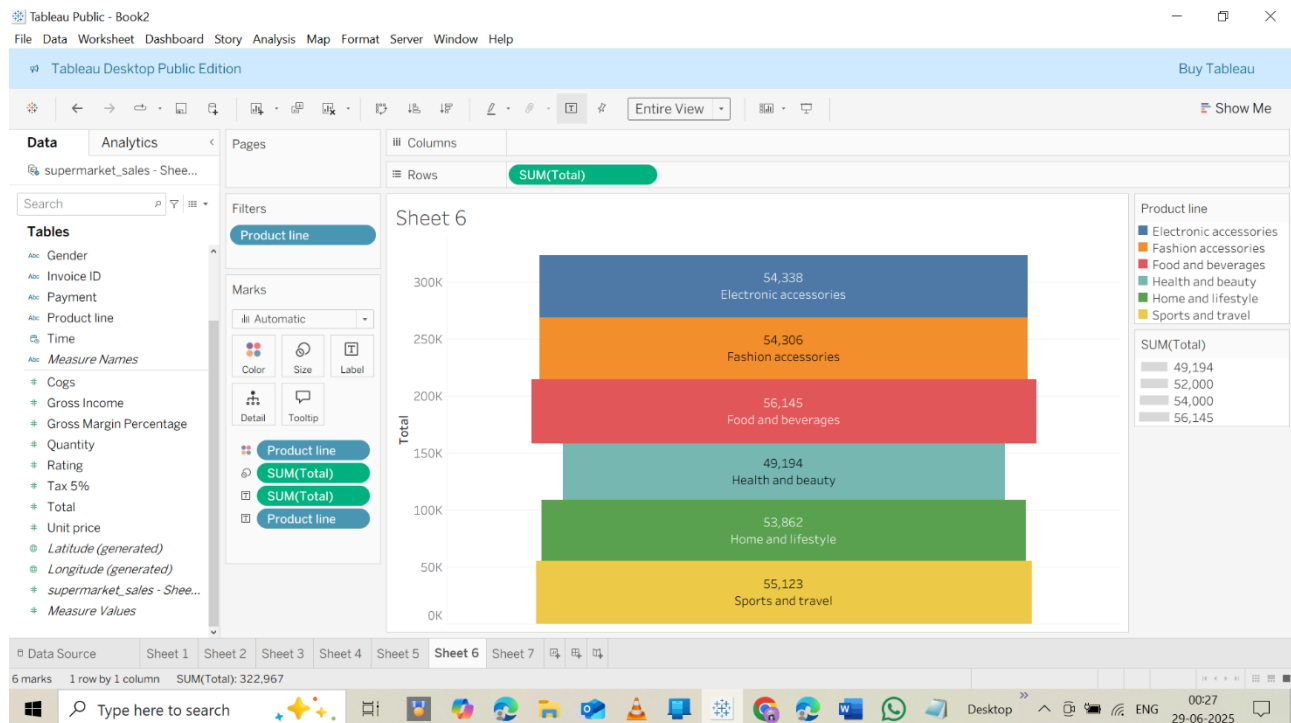 Tableau Public - Book2
File Data Worksheet Dashboard Story Analysis Map Format Server Window Help
Tableau Desktop Public Edition
Buy Tableau
Entire View
Show Me
Data Analytics
supermarket_sales - Shee...
Search
Tables
Abc Gender
Abc Invoice ID
Abc Payment
Abc Product line
Time
Abc Measure Names
# Cogs
# Gross Income
# Gross Margin Percentage
# Quantity
# Rating
# Tax 5%
# Total
# Unit price
Latitude (generated)
Longitude (generated)
# supermarket_sales - Shee...
# Measure Values
Pages
Filters
Product line
Marks
Automatic
Color Size Label
Detail Tooltip
Product line
SUM(Total)
SUM(Total)
Product line
Columns
Rows SUM(Total)
Sheet 6
Total
300K
250K
200K
150K
100K
50K
0K
54,338
Electronic accessories
54,306
Fashion accessories
56,145
Food and beverages
49,194
Health and beauty
53,862
Home and lifestyle
55,123
Sports and travel
Product line
Electronic accessories
Fashion accessories
Food and beverages
Health and beauty
Home and lifestyle
Sports and travel
SUM(Total)
49,194
52,000
54,000
56,145
Data Source Sheet 1 Sheet 2 Sheet 3 Sheet 4 Sheet 5 Sheet 6 Sheet 7
6 marks 1 row by 1 column SUM(Total): 322,967
Type here to search
Desktop
ENG
00:27
29-06-2025